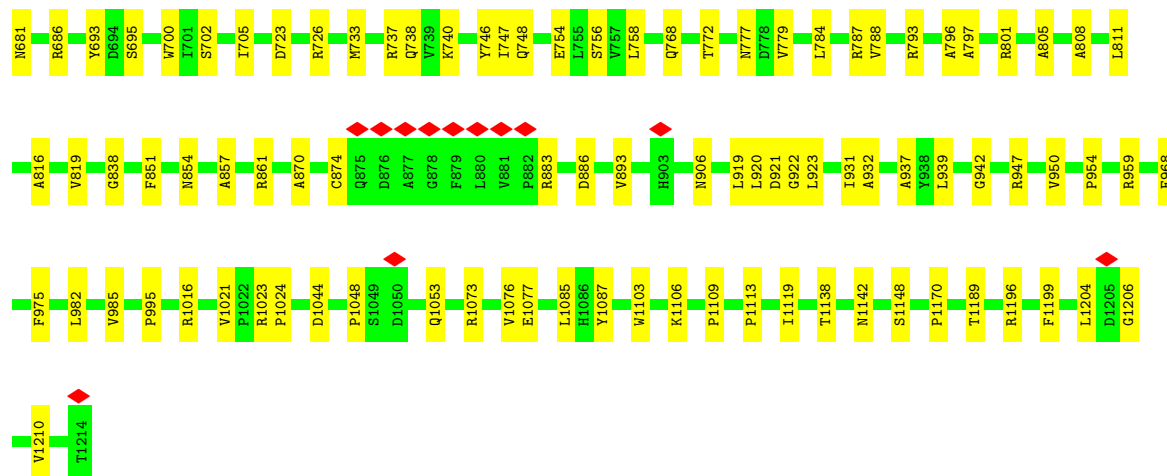 N681 R686 Y693 D694 S695 W700 I701 S702 I705 D723 R726 M733 R737 Q738 V739 K740 Y746 I747 Q748 E754 L755 S756 V757 L758 Q768 T772 N777 D778 V779 L784 R787 V788 R793 A796 A797 R801 A805 A808 L811
A816 V819 G838 F851 N854 A857 R861 A870 C874 Q875 D876 A877 G878 F879 L880 V881 P882 R883 D886 V893 H903 N906 L919 L920 D921 G922 L923 I931 A932 A937 Y938 L939 G942 R947 V950 P954 R959
F975 L982 V985 P995 R1016 V1021 P1022 R1023 P1024 D1044 P1048 S1049 D1050 Q1053 R1073 V1076 E1077 L1085 H1086 Y1087 W1103 K1106 P1109 P1113 I1119 T1138 N1142 S1148 P1170 T1189 R1196 F1199 L1204 D1205 G1206
V1210 T1214